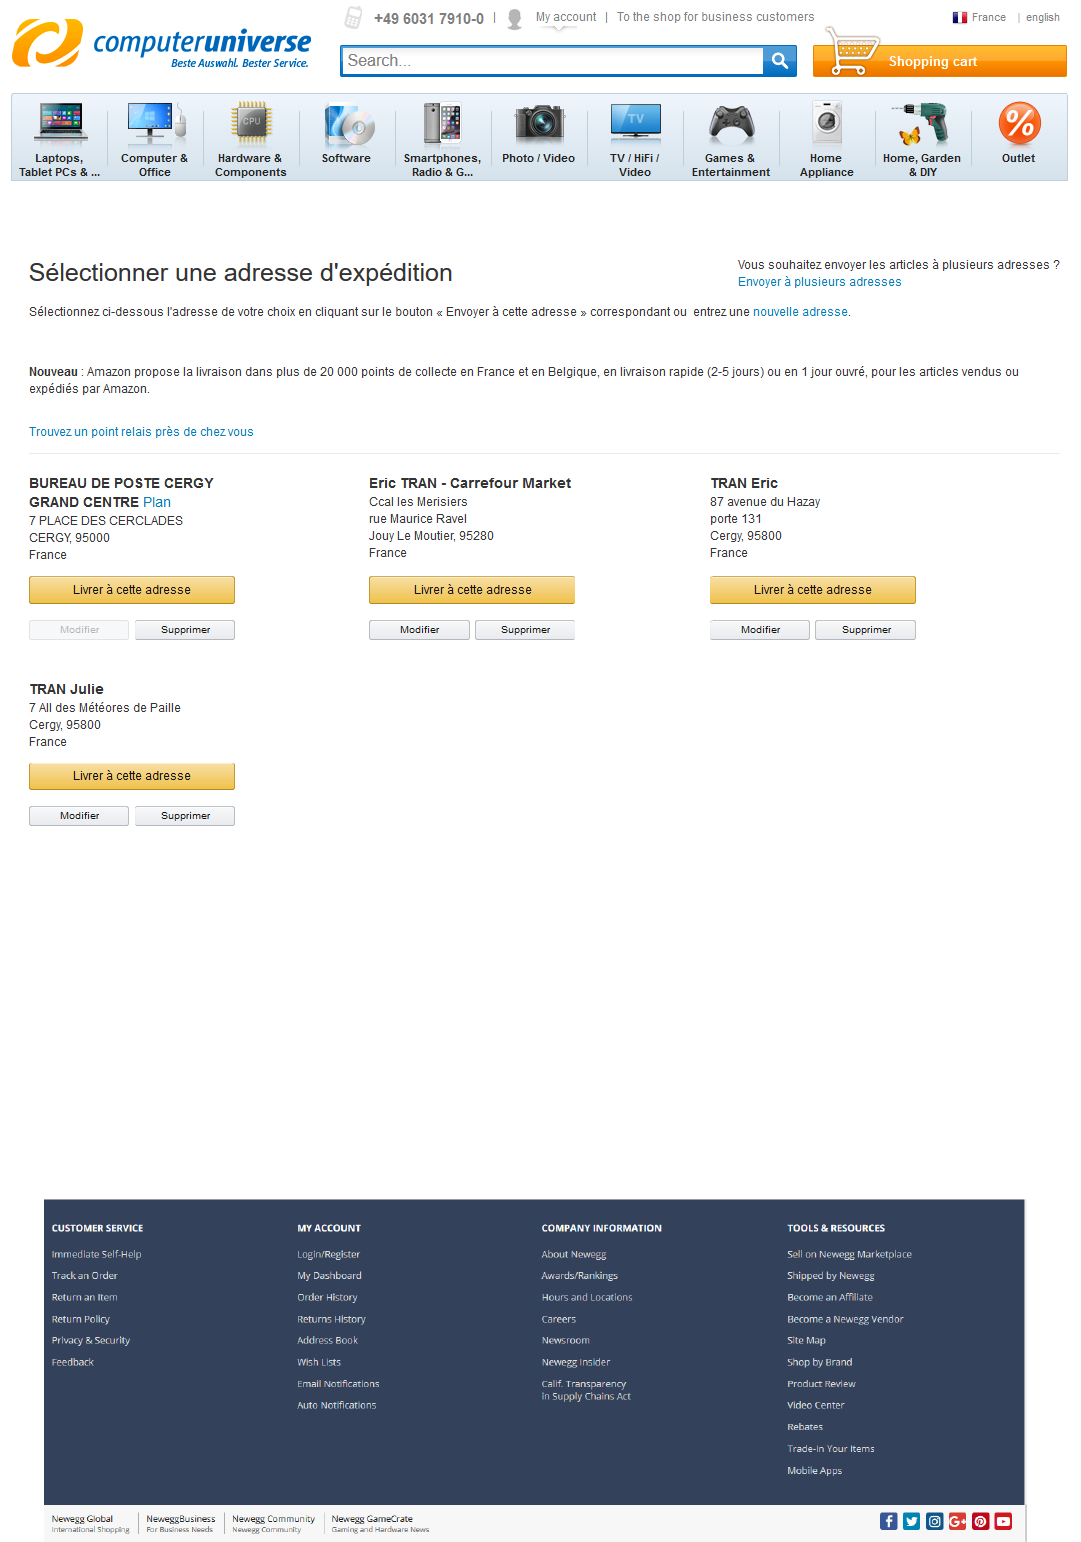 +49 6031 7910-0 | My account | To the shop for business customers
France | english
computeruniverse
Beste Auswahl. Bester Service.
Search...
Shopping cart
Laptops,
Tablet PCs & ...
Computer &
Office
CPU
Hardware &
Components
Software
Smartphones,
Radio & G...
Photo / Video
TV
TV / HiFi /
Video
Games &
Entertainment
Home
Appliance
Home, Garden
& DIY
%
Outlet
Sélectionner une adresse d'expédition
Vous souhaitez envoyer les articles à plusieurs adresses ?
Envoyer à plusieurs adresses
Sélectionnez ci-dessous l'adresse de votre choix en cliquant sur le bouton « Envoyer à cette adresse » correspondant ou entrez une nouvelle adresse.
Nouveau : Amazon propose la livraison dans plus de 20 000 points de collecte en France et en Belgique, en livraison rapide (2-5 jours) ou en 1 jour ouvré, pour les articles vendus ou
expédiés par Amazon.
Trouvez un point relais près de chez vous
BUREAU DE POSTE CERGY
GRAND CENTRE Plan
7 PLACE DES CERCLADES
CERGY, 95000
France
Livrer à cette adresse
Modifier
Supprimer
Eric TRAN - Carrefour Market
Ccal les Merisiers
rue Maurice Ravel
Jouy Le Moutier, 95280
France
Livrer à cette adresse
Modifier
Supprimer
TRAN Eric
87 avenue du Hazay
porte 131
Cergy, 95800
France
Livrer à cette adresse
Modifier
Supprimer
TRAN Julie
7 All des Météores de Paille
Cergy, 95800
France
Livrer à cette adresse
Modifier
Supprimer
CUSTOMER SERVICE
Immediate Self-Help
Track an Order
Return an Item
Return Policy
Privacy & Security
Feedback
MY ACCOUNT
Login/Register
My Dashboard
Order History
Returns History
Address Book
Wish Lists
Email Notifications
Auto Notifications
COMPANY INFORMATION
About Newegg
Awards/Rankings
Hours and Locations
Careers
Newsroom
Newegg Insider
Calif. Transparency
in Supply Chains Act
TOOLS & RESOURCES
Sell on Newegg Marketplace
Shipped by Newegg
Become an Affiliate
Become a Newegg Vendor
Site Map
Shop by Brand
Product Review
Video Center
Rebates
Trade-In Your Items
Mobile Apps
Newegg Global
International Shopping
NeweggBusiness
For Business Needs
Newegg Community
Newegg Community
Newegg GameCrate
Gaming and Hardware News